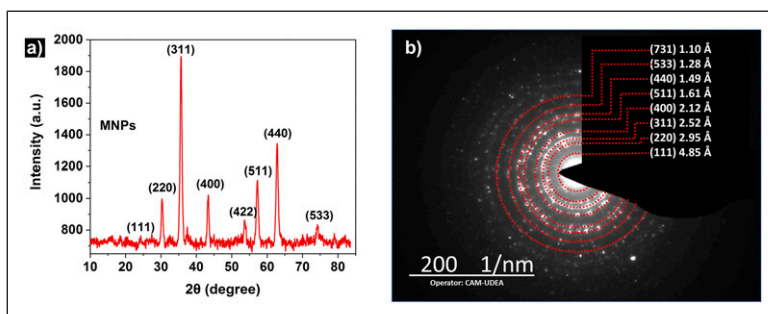 a)
2000
1800
1600
1400
1200
1000
800
Intensity (a.u.)
MNPs
(111)
(220)
(311)
(400)
(422)
(511)
(440)
(533)
10 20 30 40 50 60 70 80
2θ (degree)
b)
(731) 1.10 Å
(533) 1.28 Å
(440) 1.49 Å
(511) 1.61 Å
(400) 2.12 Å
(311) 2.52 Å
(220) 2.95 Å
(111) 4.85 Å
200 1/nm
Operator: CAM-UDEA